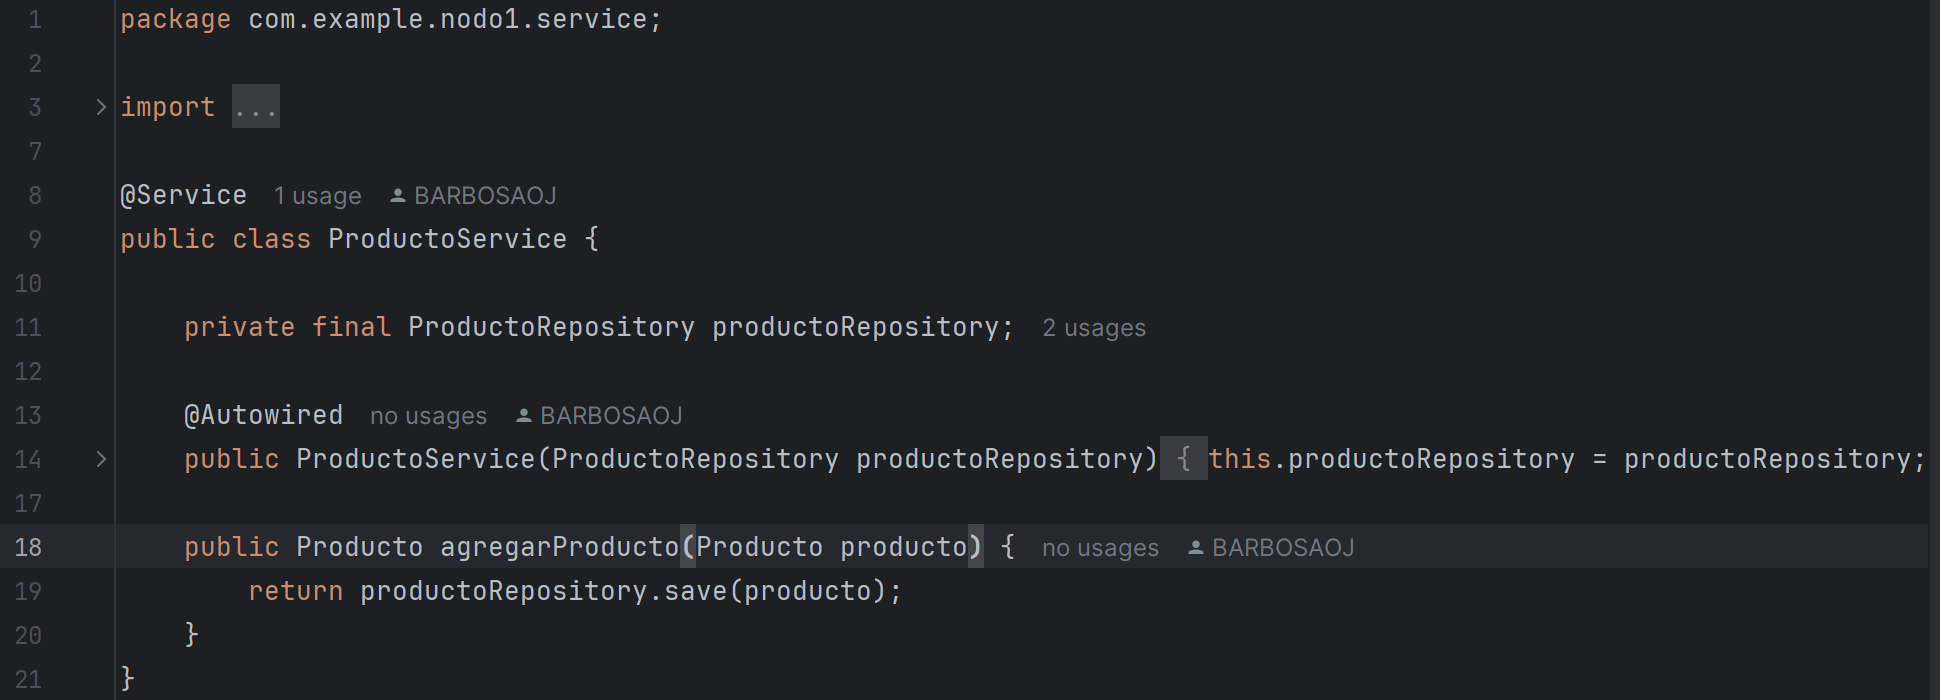 1 package com.example.nodo1.service;
2
3 import ...
7
8 @Service 1 usage BARBOSAOJ
9 public class ProductoService {
10
11 private final ProductoRepository productoRepository; 2 usages
12
13 @Autowired no usages BARBOSAOJ
14 public ProductoService(ProductoRepository productoRepository) { this.productoRepository = productoRepository;
17
18 public Producto agregarProducto(Producto producto) { no usages BARBOSAOJ
19 return productoRepository.save(producto);
20 }
21 }